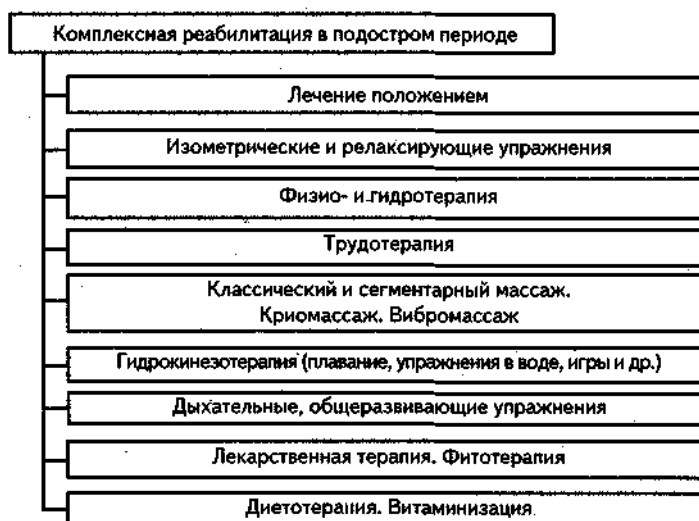 Комплексная реабилитация в подостром периоде
Лечение положением
Изометрические и релаксирующие упражнения
Физио- и гидротерапия
Трудотерапия
Классический и сегментарный массаж.
Криомассаж. Вибромассаж
Гидрокинезотерапия (плавание, упражнения в воде, игры и др.)
Дыхательные, общеразвивающие упражнения
Лекарственная терапия. Фитотерапия
Диетотерапия. Витаминизация